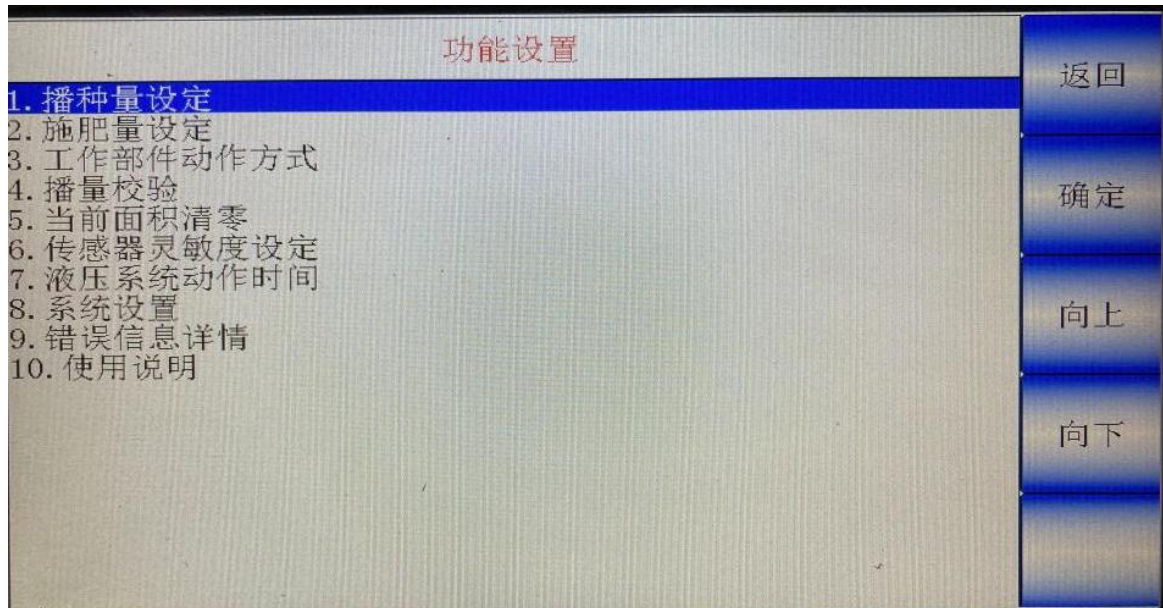 功能设置
1.播种量设定
2.施肥量设定
3.工作部件动作方式
4.播量校验
5.当前面积清零
6.传感器灵敏度设定
7.液压系统动作时间
8.系统设置
9.错误信息详情
10.使用说明
返回
确定
向上
向下